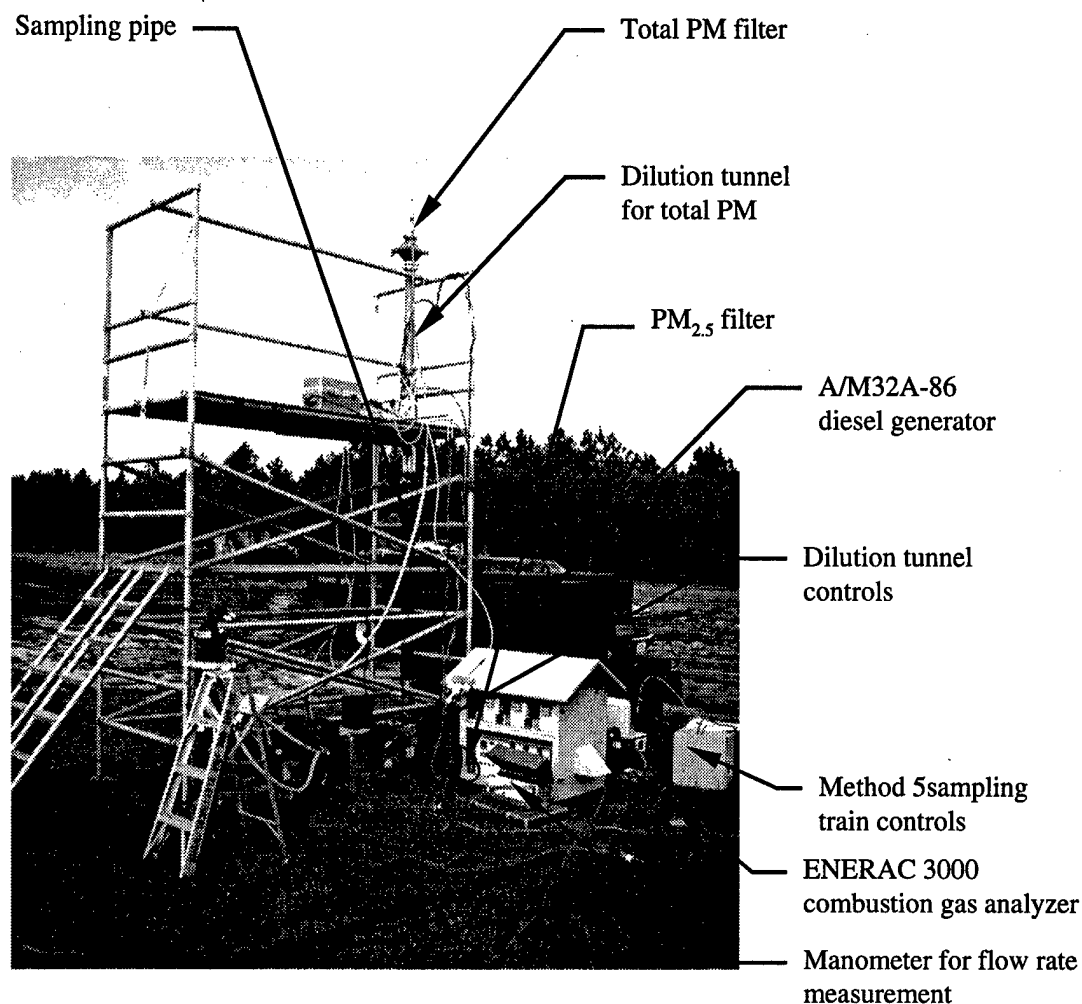 Sampling pipe
Total PM filter
Dilution tunnel
for total PM
PM2.5 filter
A/M32A-86
diesel generator
Dilution tunnel
controls
Method 5sampling
train controls
ENERAC 3000
combustion gas analyzer
Manometer for flow rate
measurement